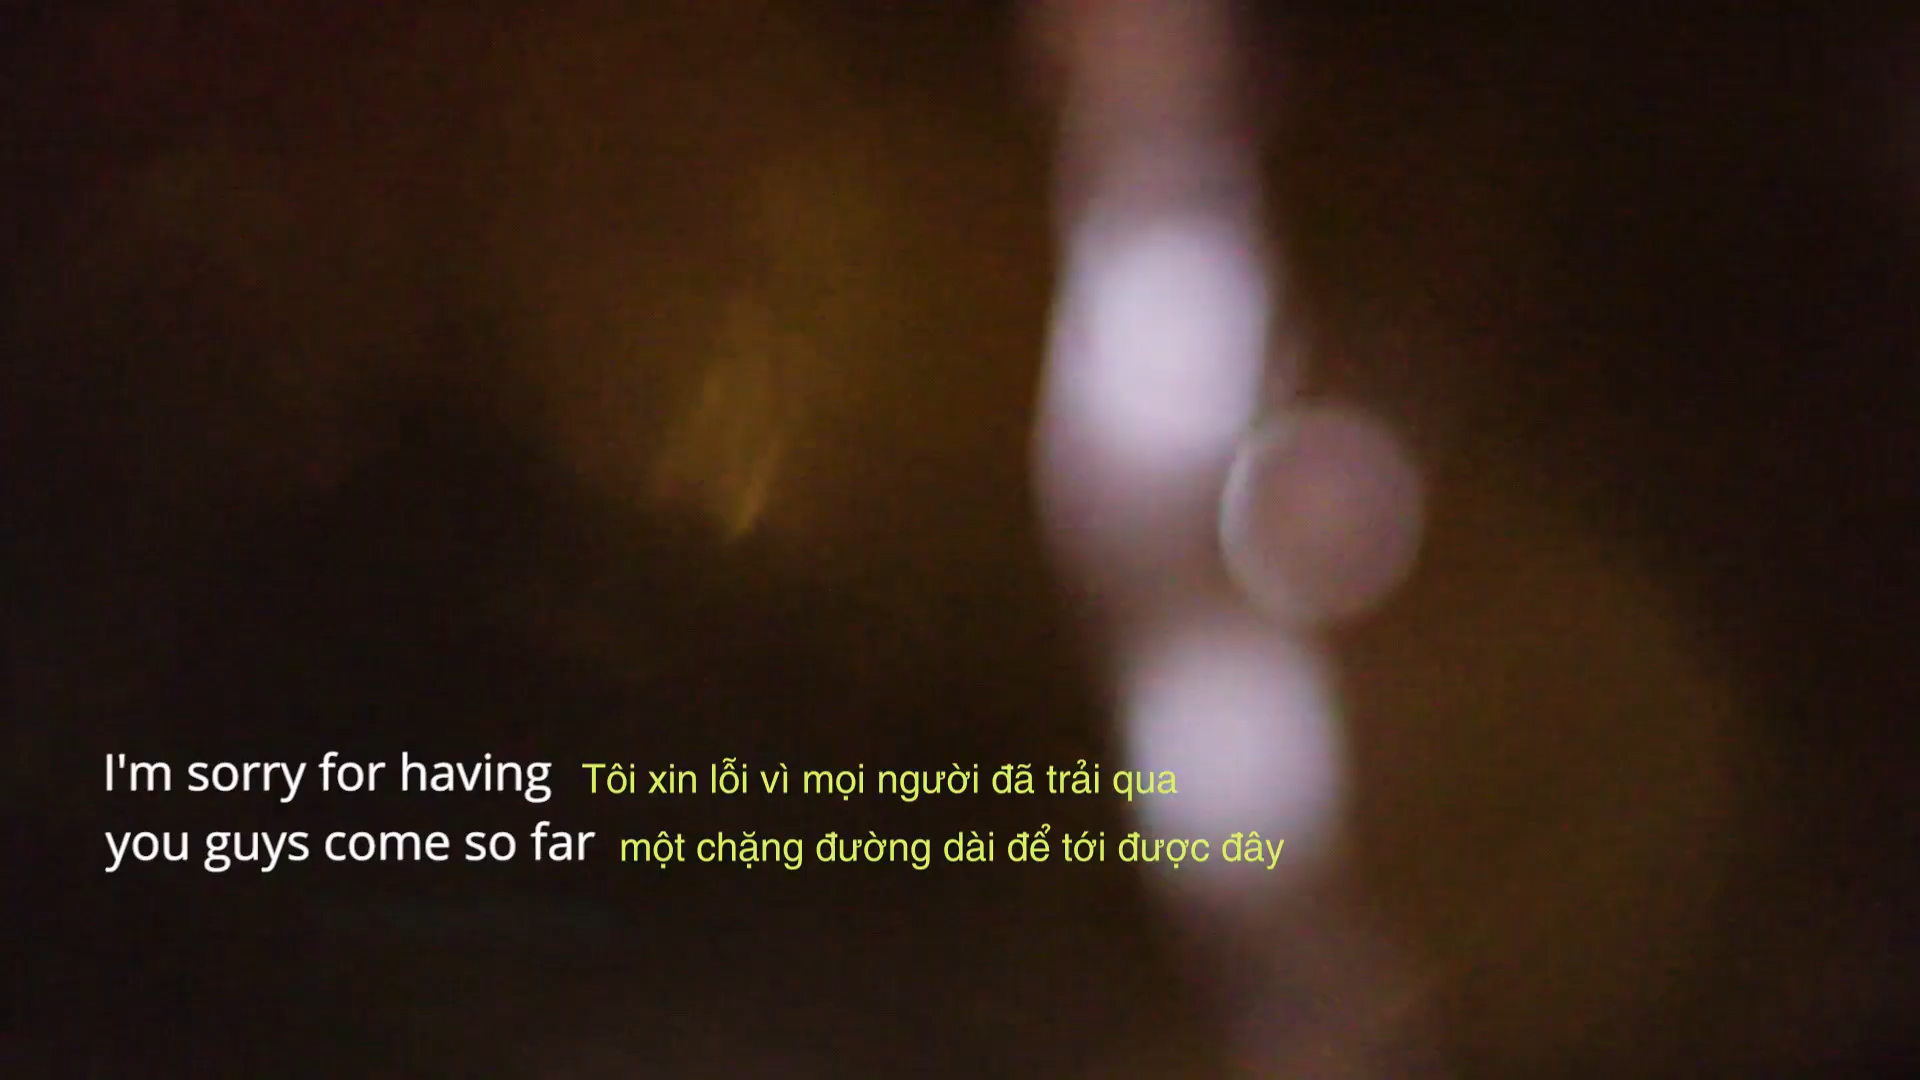 I'm sorry for having Tôi xin lỗi vì mọi người đã trải qua
you guys come so far một chặng đường dài để tới được đây